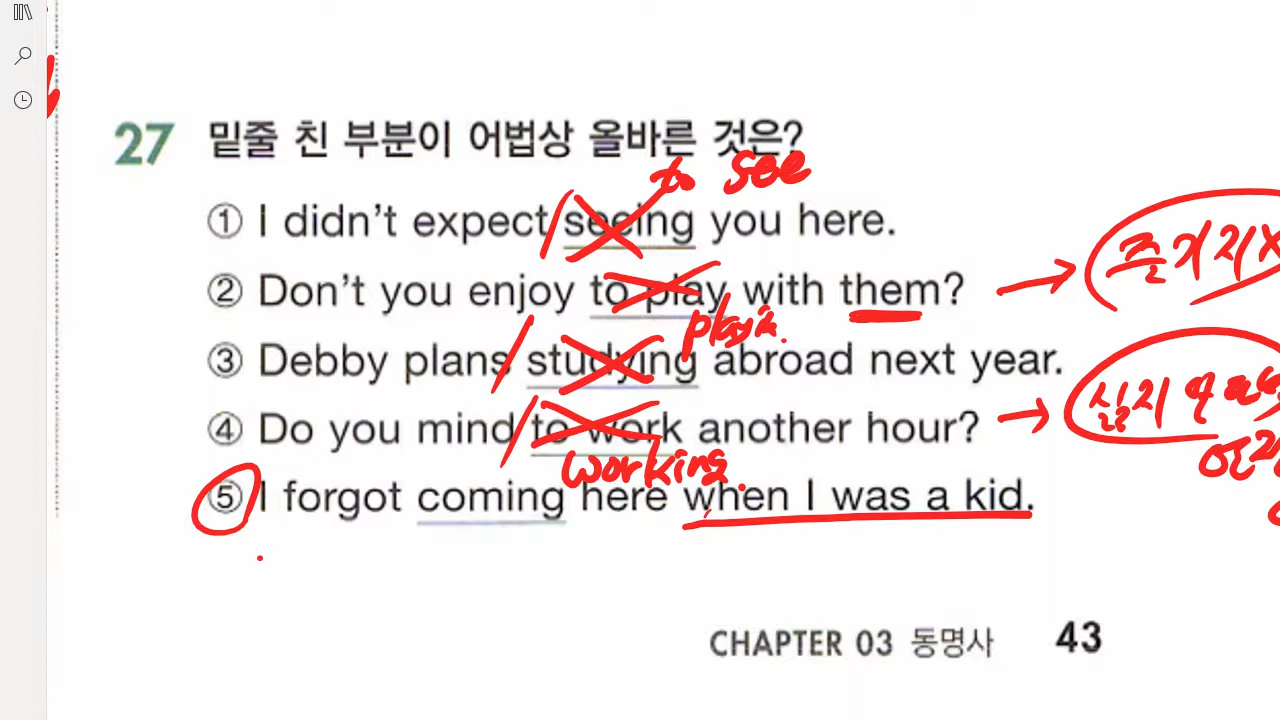 27 밑줄 친 부분이 어법상 올바른 것은?
to see
① I didn't expect seeing you here.
즐기지
② Don't you enjoy to play with them?
③ Debby plans studying abroad next year.
④ Do you mind to work another hour?
working.
⑤ I forgot coming here when I was a kid.
CHAPTER 03 동명사 43